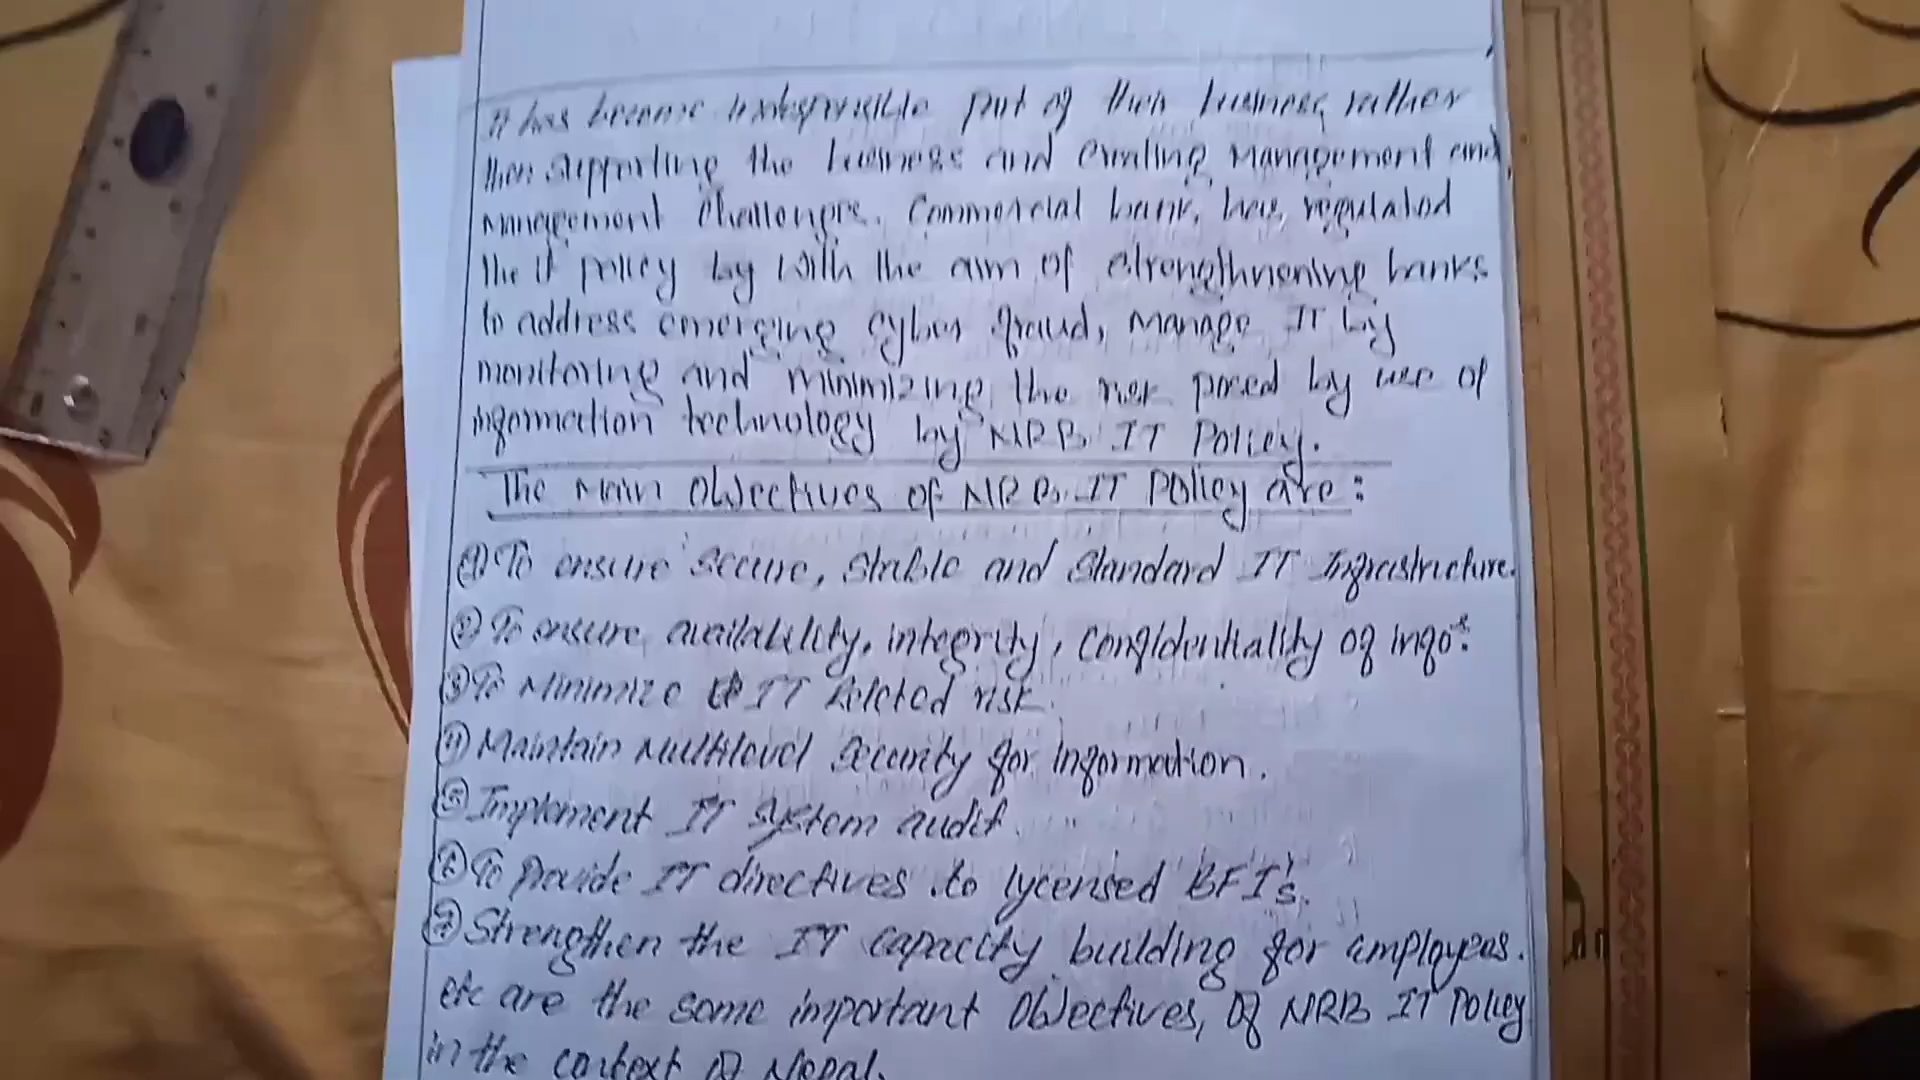 It has become indespensible part of their business, rather
then supporting the business and creating management and
management challenges. Commercial bank, has, regulated
the it policy by with the aim of strengthnening banks
to address emerging cyber fraud, manage IT by
monitoring and minimizing the risk posed by use of
information technology by NRB IT Policy.
The main objectives of NRB IT Policy are:
① To ensure secure, stable and standard IT Infrastructure.
② To ensure availability, integrity, confidentiality of info:
③ To Minimize IT related risk.
④ Maintain Multilevel Security for information.
⑤ Implement IT system audit.
⑥ To provide IT directives to lycensed BFI's.
⑦ Strengthen the IT capacity building for employees.
etc are the some important Objectives, of NRB IT Policy
in the context of Nepal.